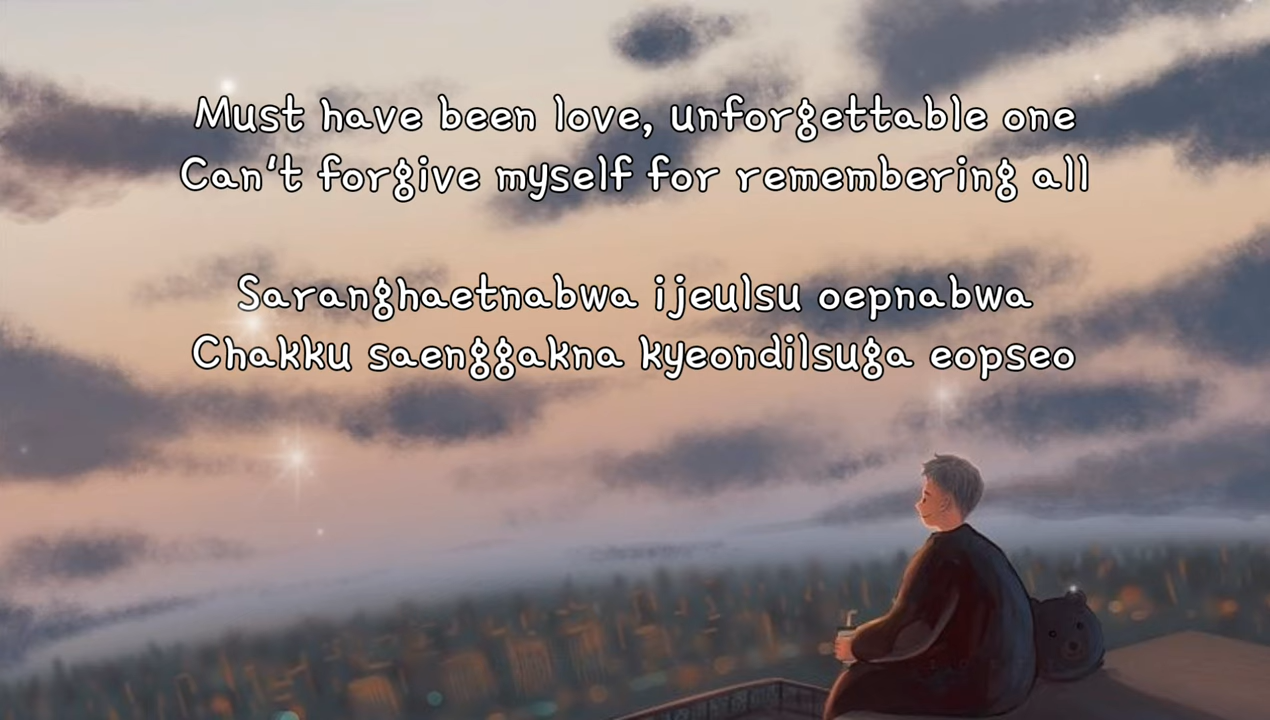 Must have been love, unforgettable one
Can't forgive myself for remembering all
Saranghaetnabwa ijeulsu oepnabwa
Chakku saenggakna kyeondilsuga eopseo